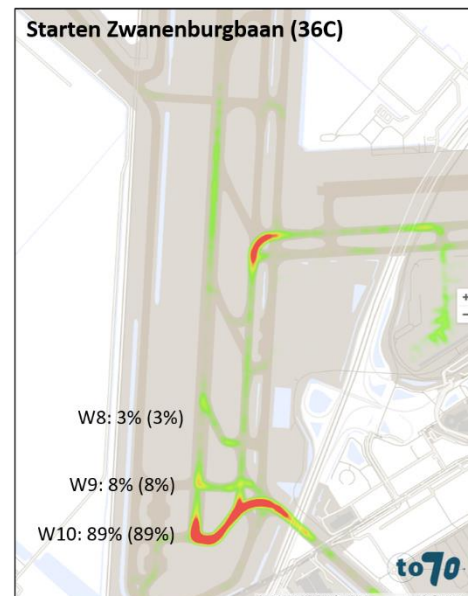 Starten Zwanenburgbaan (36C)
+
−
W8: 3% (3%)
W9: 8% (8%)
W10: 89% (89%)
to70